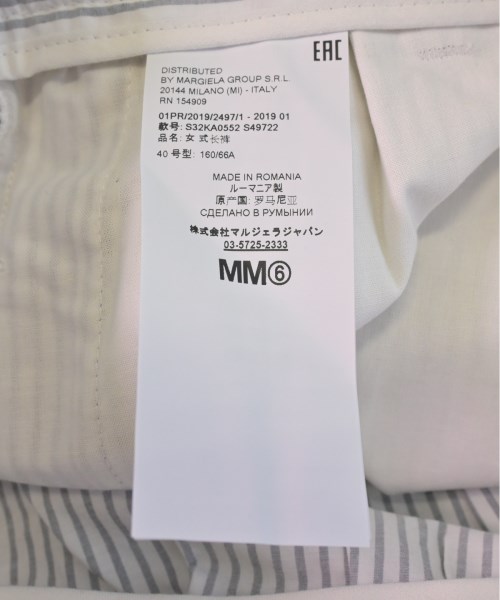 EAC
DISTRIBUTED
BY MARGIELA GROUP S.R.L.
20144 MILANO (MI) - ITALY
RN 154909
01PR/2019/2497/1 - 2019 01
款号: S32KA0552 S49722
品名: 女 式长裤
40 号型: 160/66A
MADE IN ROMANIA
ルーマニア製
原产国: 罗马尼亚
СДЕЛАНО В РУМЫНИИ
株式会社マルジェラジャパン
03-5725-2333
MM⑥